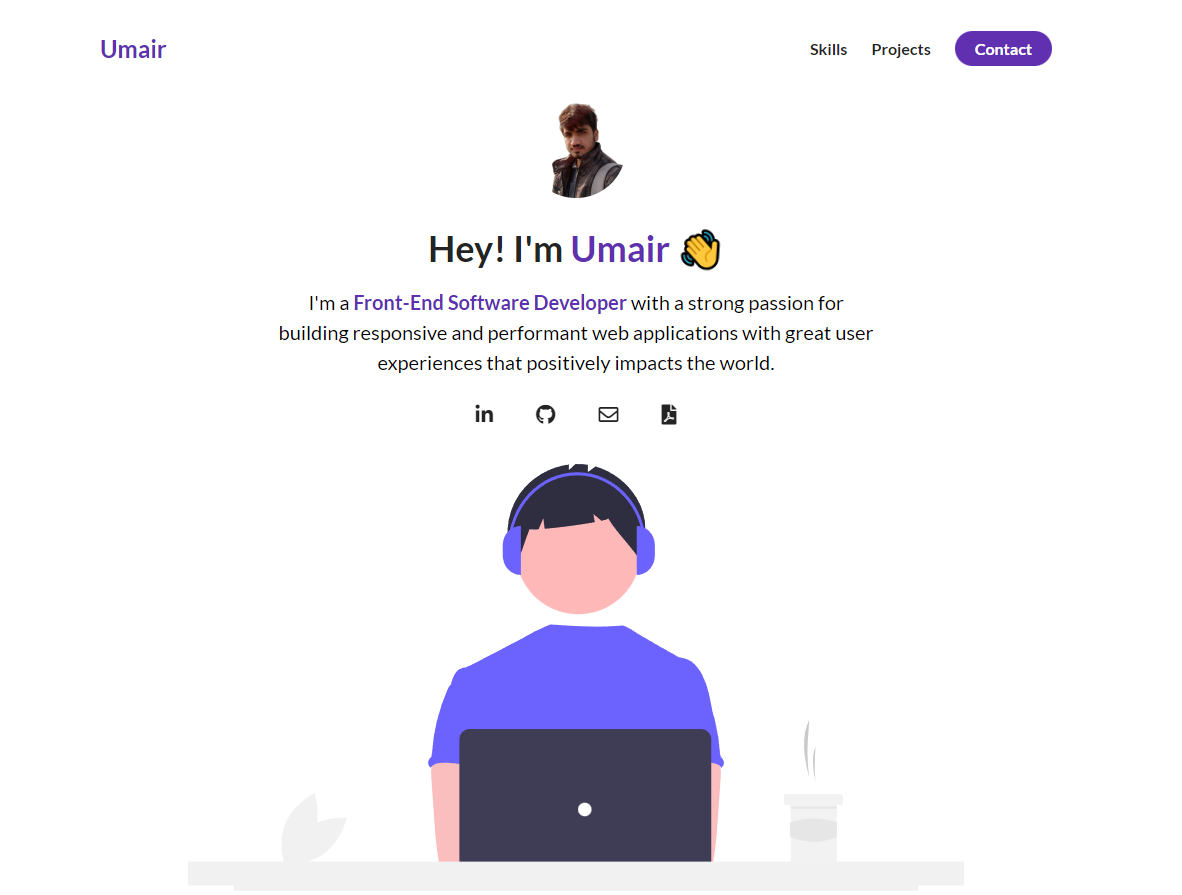 Umair
Skills Projects Contact
Hey! I'm Umair 👋
I'm a Front-End Software Developer with a strong passion for
building responsive and performant web applications with great user
experiences that positively impacts the world.
in